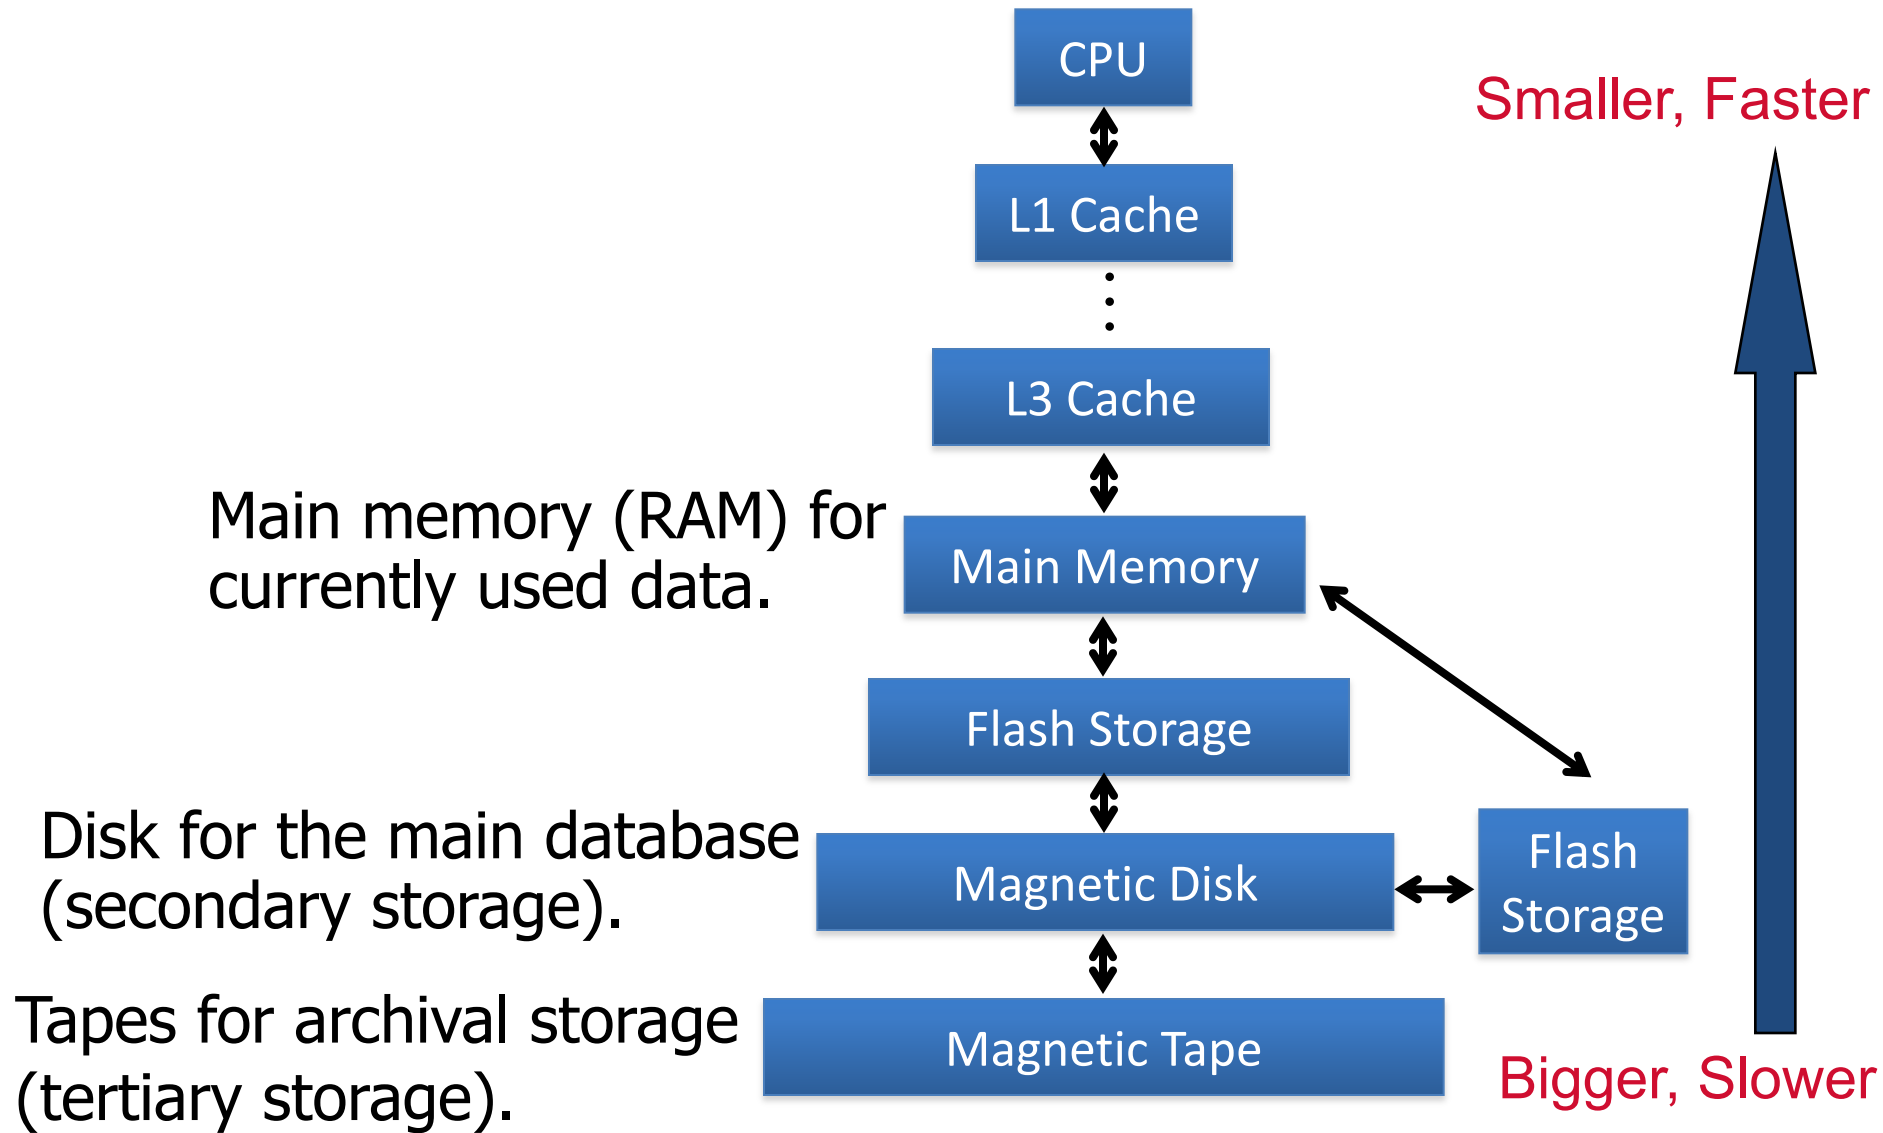 CPU
Smaller, Faster
L1 Cache
L3 Cache
Main memory (RAM) for
currently used data.
Main Memory
Flash Storage
Disk for the main database
(secondary storage).
Magnetic Disk
Flash
Storage
Tapes for archival storage
(tertiary storage).
Magnetic Tape
Bigger, Slower